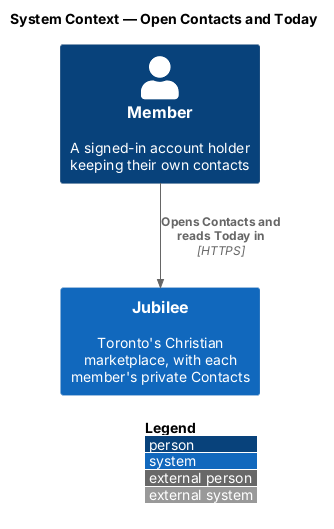 System Context — Open Contacts and Today
Member
A signed-in account holder
keeping their own contacts
Opens Contacts and
reads Today in
[HTTPS]
Jubilee
Toronto's Christian
marketplace, with each
member's private Contacts
Legend
person
system
external person
external system